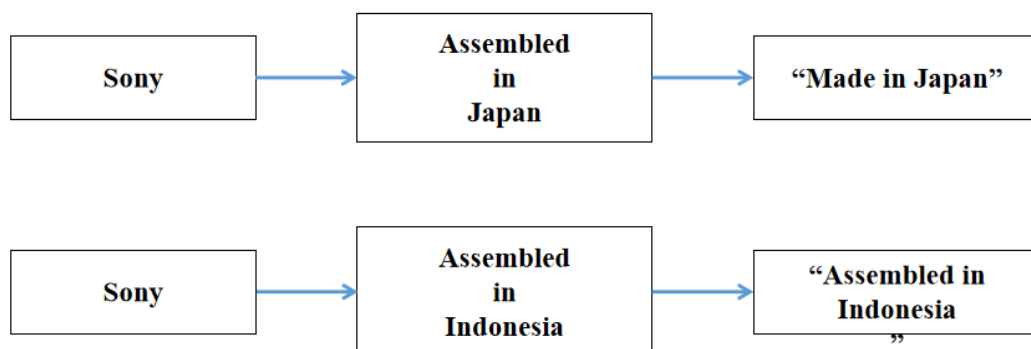 Sony
Assembled
in
Japan
“Made in Japan”
Sony
Assembled
in
Indonesia
“Assembled in
Indonesia
”